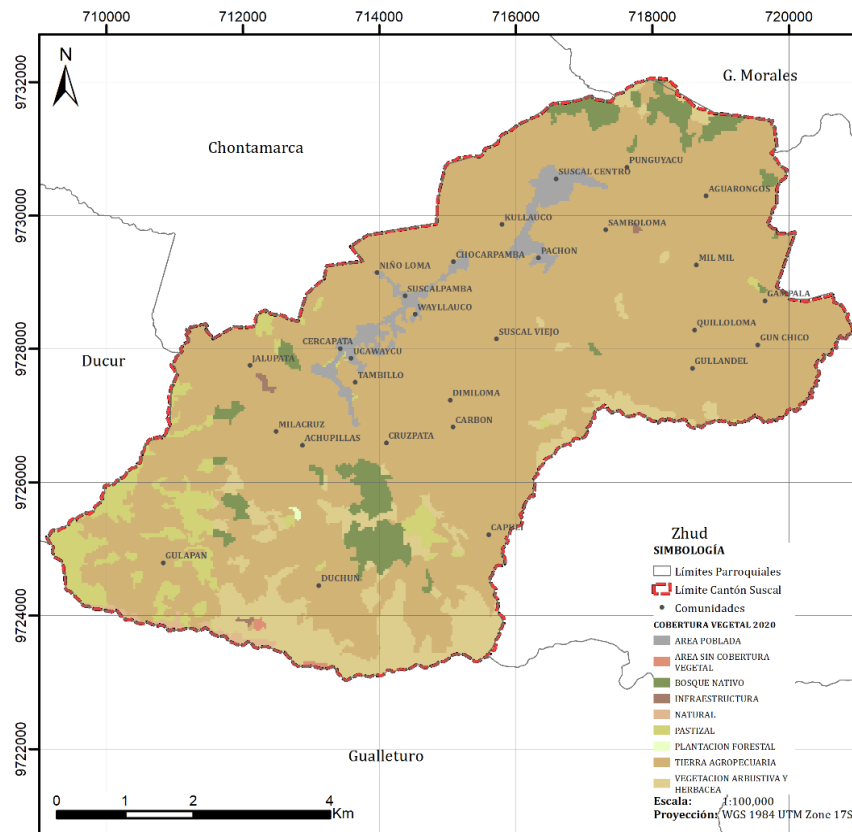 710000
712000
714000
716000
718000
720000
9732000
9730000
9728000
9726000
9724000
9722000
N
G. Morales
Chontamarca
Ducur
Zhud
Gualleturo
PUNGUYACU
SUSCAL CENTRO
AGUARONGOS
KULLAUCO
SAMBOLOMA
CHOCARPAMBA
PACHON
MIL MIL
NIÑO LOMA
SUSCALPAMBA
GAMPALA
WAYLLAUCO
CERCAPATA
SUSCAL VIEJO
QUILLOLOMA
GUN CHICO
UCAWAYCU
JALUPATA
GULLANDEL
TAMBILLO
DIMILOMA
MILACRUZ
CARBON
ACHUPILLAS
CRUZPATA
GULAPAN
DUCHUN
SIMBOLOGÍA
Límites Parroquiales
Límite Cantón Suscal
Comunidades
COBERTURA VEGETAL 2020
AREA POBLADA
AREA SIN COBERTURA
VEGETAL
BOSQUE NATIVO
INFRAESTRUCTURA
NATURAL
PASTIZAL
PLANTACION FORESTAL
TIERRA AGROPECUARIA
VEGETACION ARBUSTIVA Y
HERBACEA
Escala: 1:100,000
Proyección: WGS 1984 UTM Zone 17S
0 1 2 4
Km